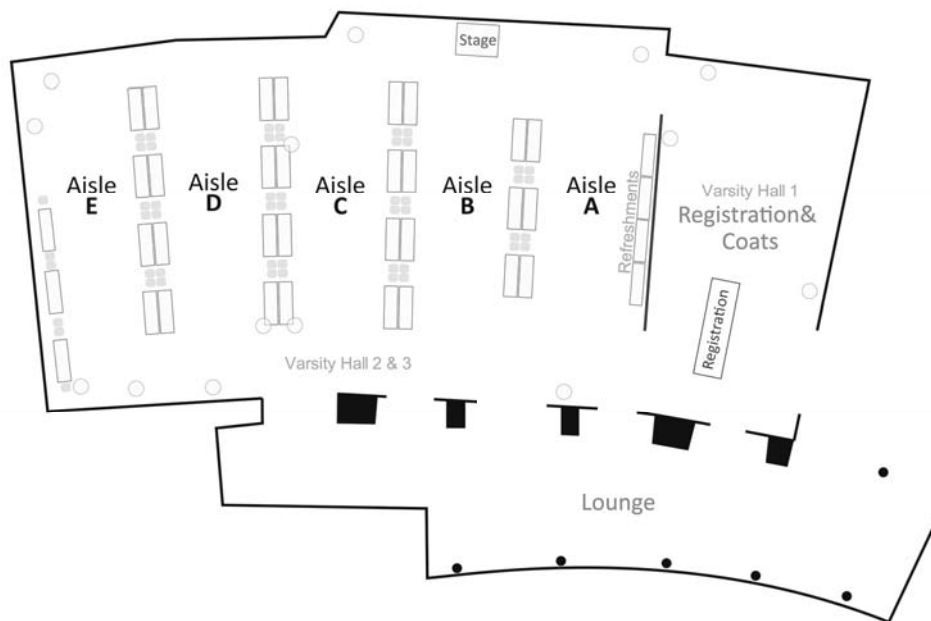 Stage
Aisle
E
Aisle
D
Aisle
C
Aisle
B
Aisle
A
Refreshments
Varsity Hall 1
Registration&
Coats
Registration
Varsity Hall 2 & 3
Lounge